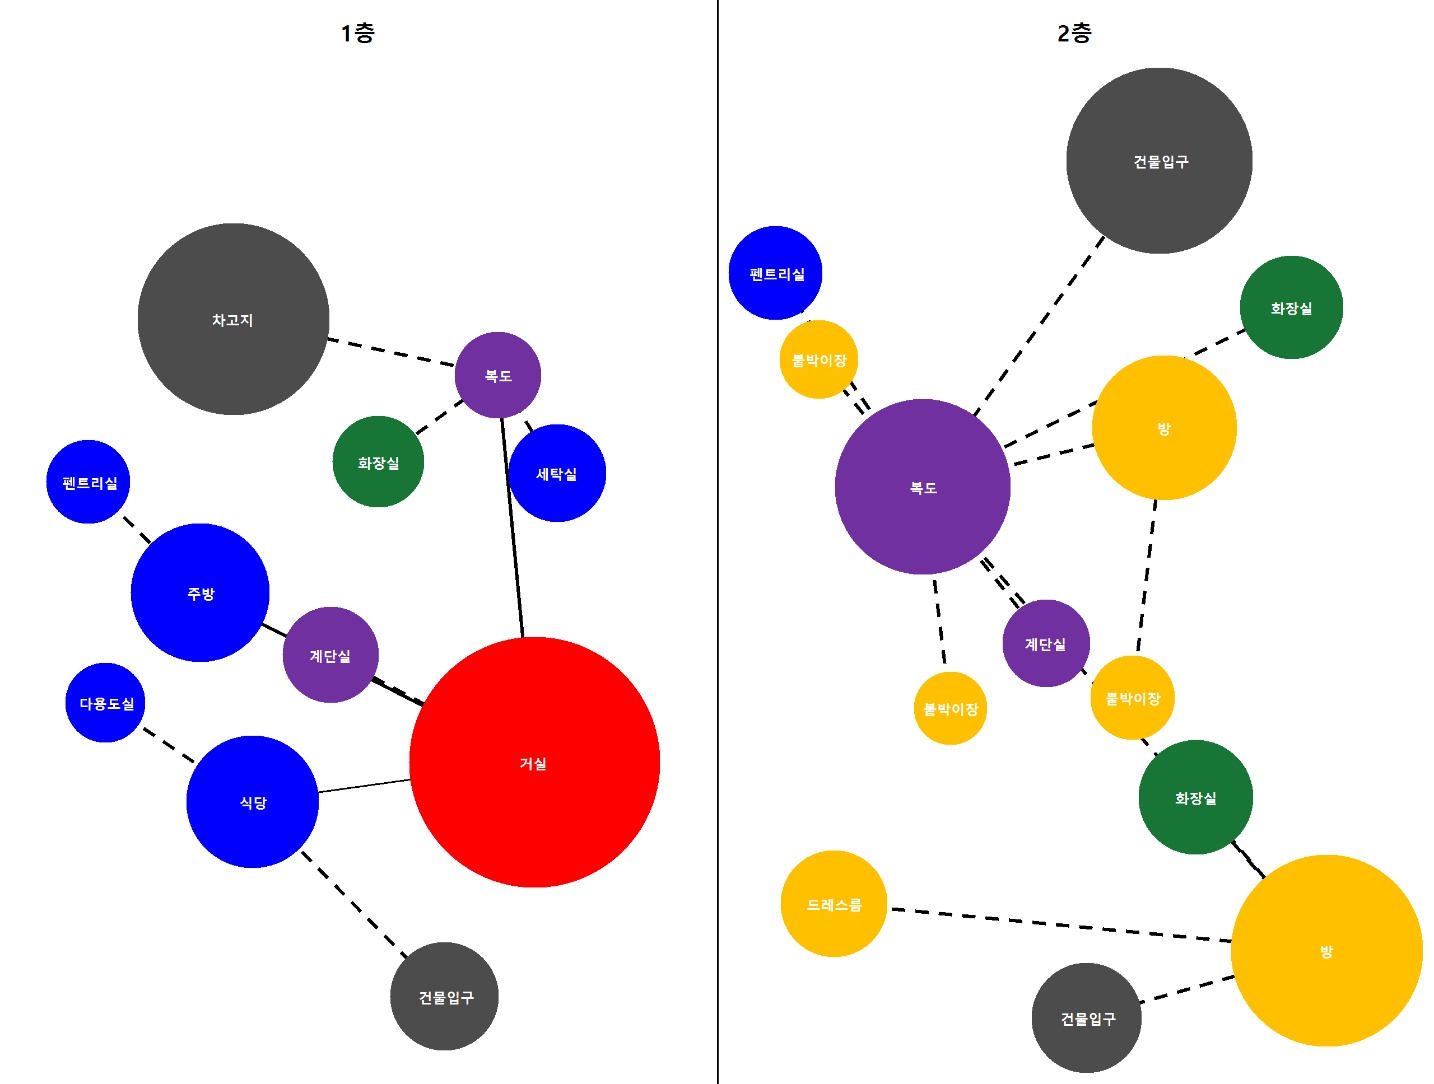 1층
차고지
복도
화장실
세탁실
펜트리실
주방
계단실
다용도실
거실
식당
건물입구
2층
건물입구
펜트리실
화장실
붙박이장
방
복도
계단실
붙박이장
붙박이장
화장실
드레스룸
방
건물입구